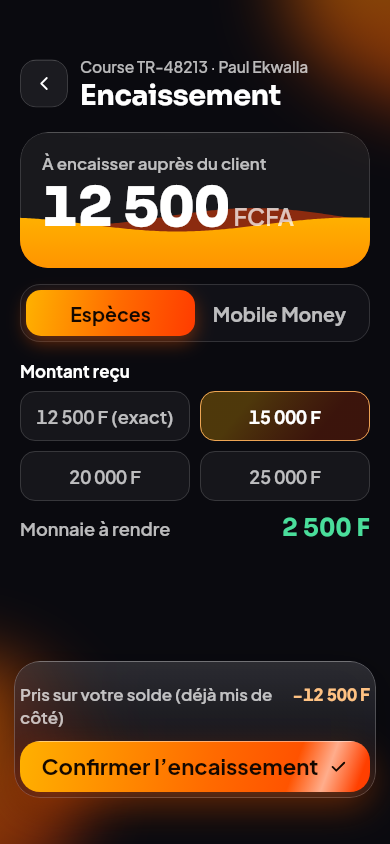 Course TR-48213 · Paul Ekwalla
Encaissement
À encaisser auprès du client
12 500 FCFA
Espèces
Mobile Money
Montant reçu
12 500 F (exact)
15 000 F
20 000 F
25 000 F
Monnaie à rendre
2 500 F
Pris sur votre solde (déjà mis de
côté)
−12 500 F
Confirmer l’encaissement